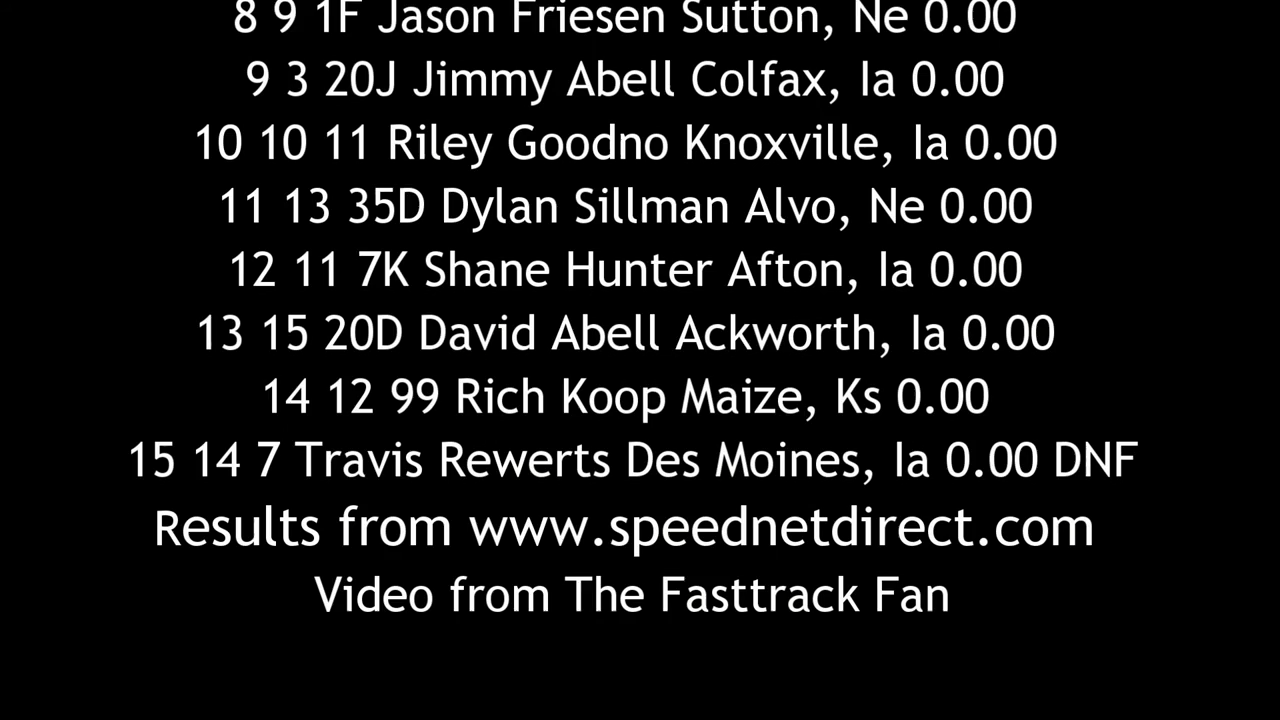 8 9 1F Jason Friesen Sutton, Ne 0.00
9 3 20J Jimmy Abell Colfax, Ia 0.00
10 10 11 Riley Goodno Knoxville, Ia 0.00
11 13 35D Dylan Sillman Alvo, Ne 0.00
12 11 7K Shane Hunter Afton, Ia 0.00
13 15 20D David Abell Ackworth, Ia 0.00
14 12 99 Rich Koop Maize, Ks 0.00
15 14 7 Travis Rewerts Des Moines, Ia 0.00 DNF
Results from www.speednetdirect.com
Video from The Fasttrack Fan